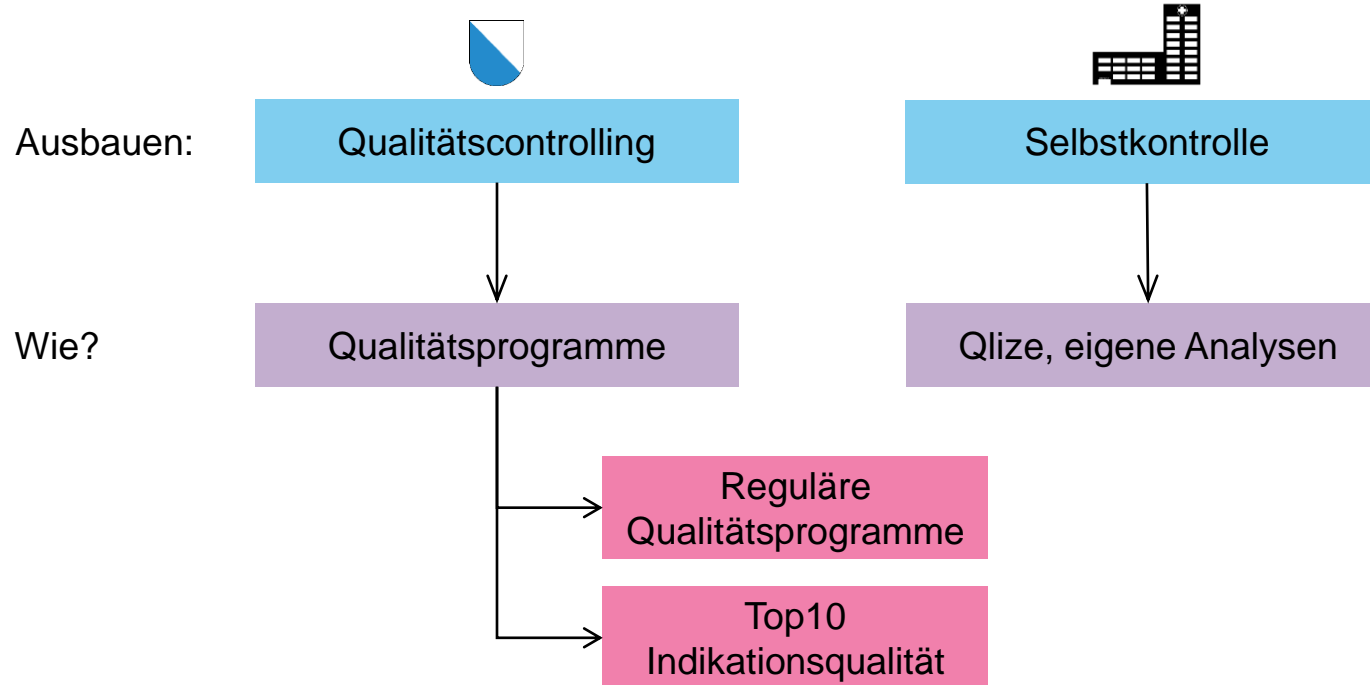 Ausbauen:
Qualitätscontrolling
Selbstkontrolle
Wie?
Qualitätsprogramme
Qlize, eigene Analysen
Reguläre
Qualitätsprogramme
Top10
Indikationsqualität